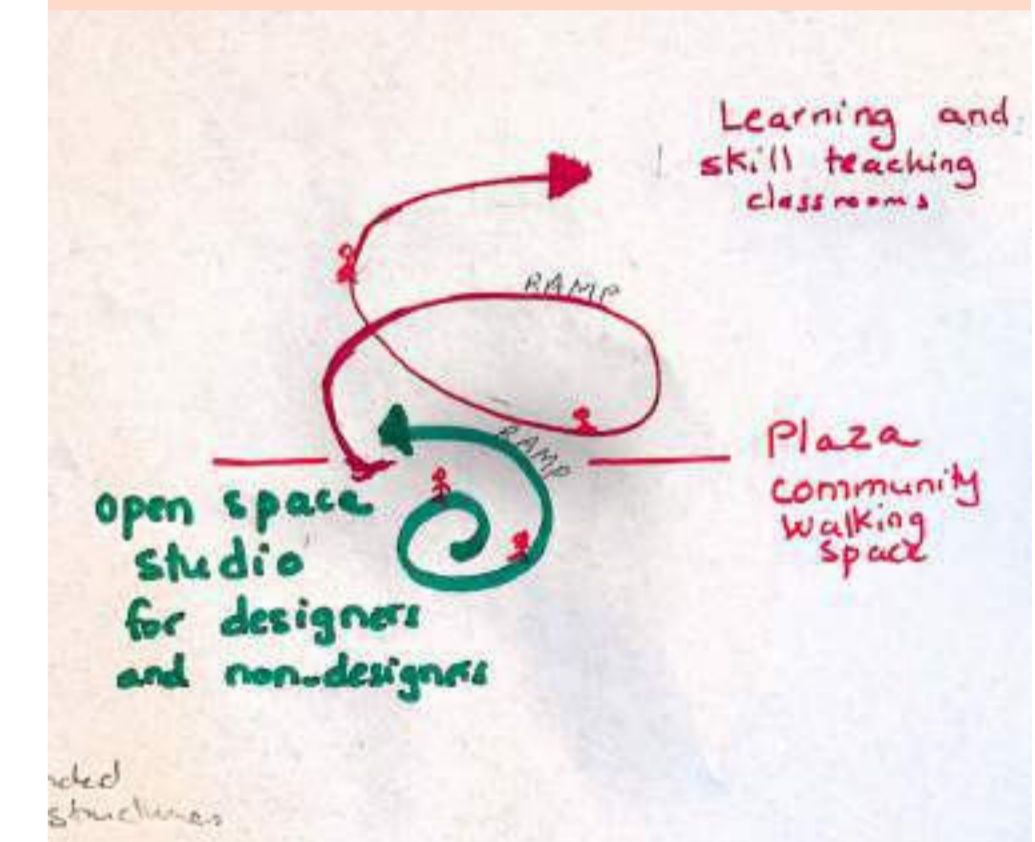 Learning and
skill teaching
classrooms
RAMP
RAMP
Plaza
community
walking
space
open space
studio
for designers
and non-designers
structures